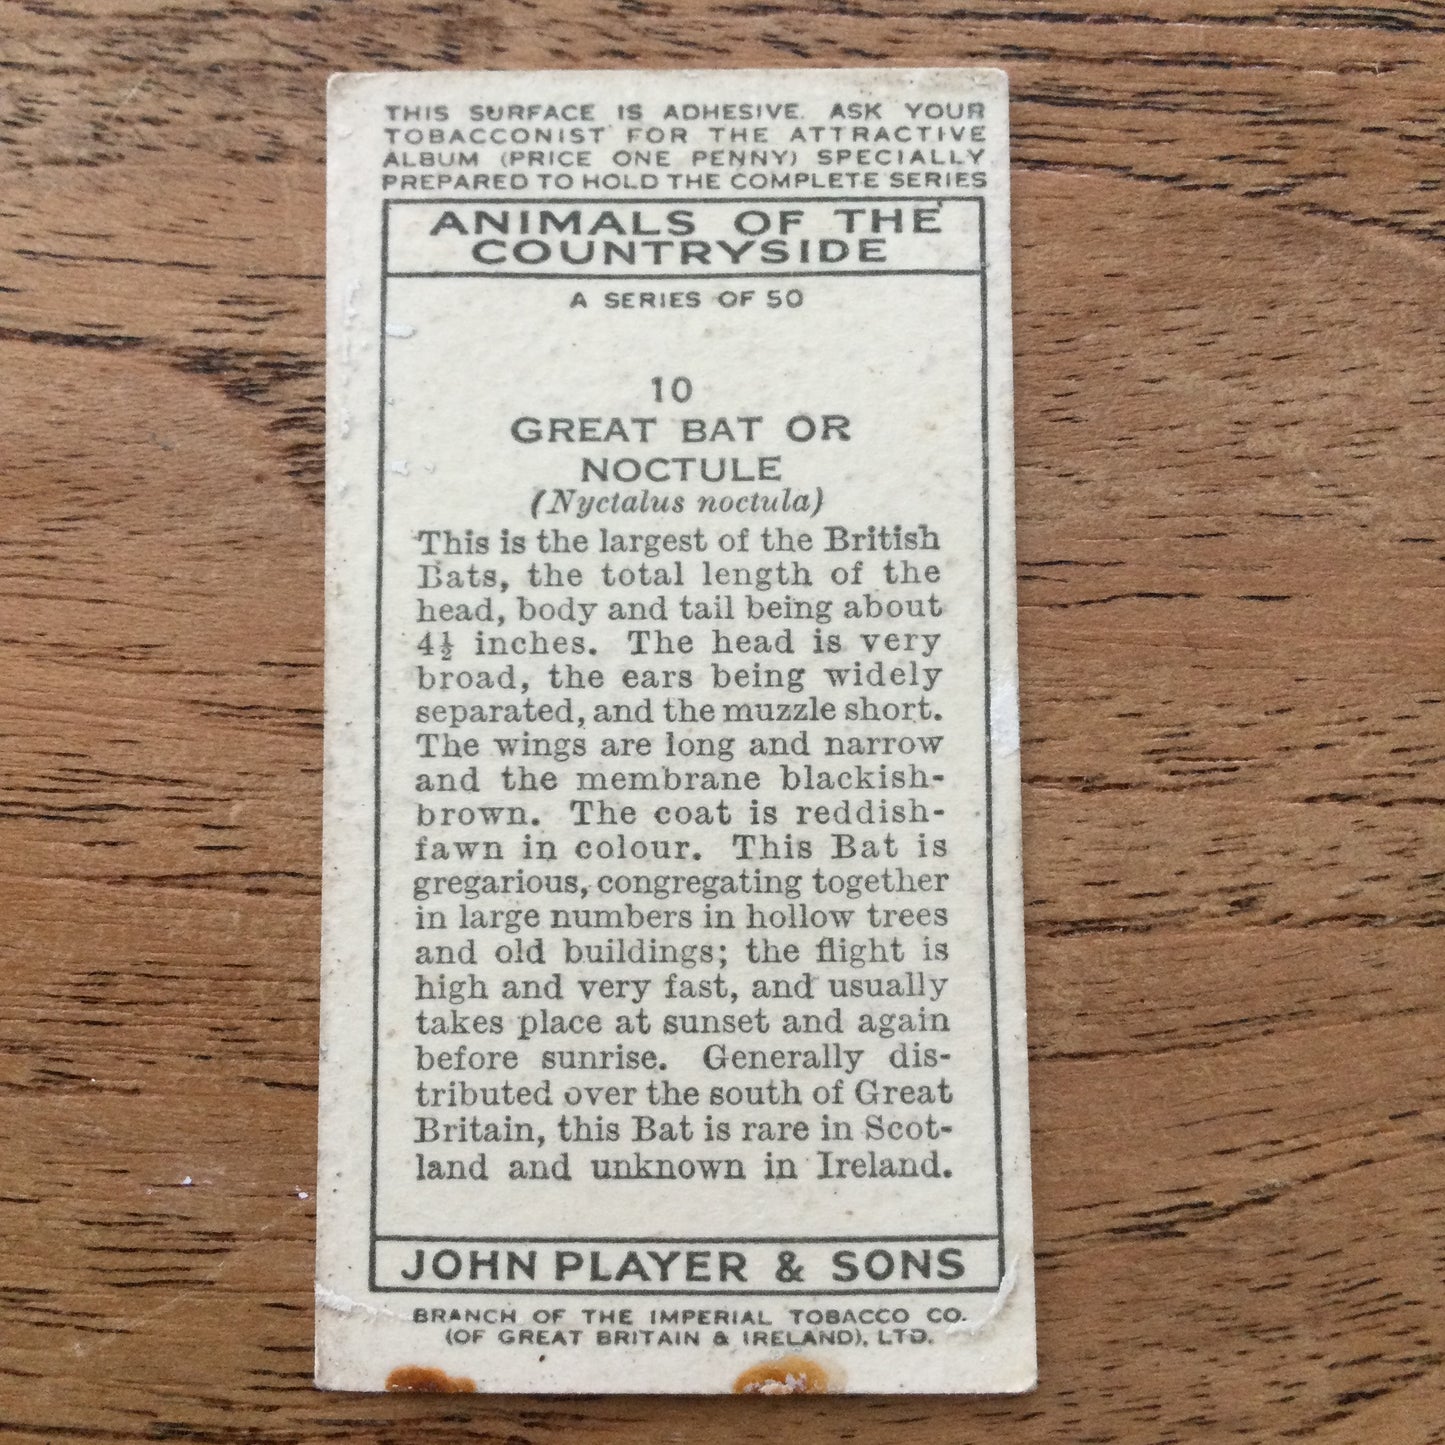 THIS SURFACE IS ADHESIVE. ASK YOUR
TOBACCONIST FOR THE ATTRACTIVE
ALBUM (PRICE ONE PENNY) SPECIALLY
PREPARED TO HOLD THE COMPLETE SERIES
ANIMALS OF THE
COUNTRYSIDE
A SERIES OF 50
10
GREAT BAT OR
NOCTULE
(Nyctalus noctula)
This is the largest of the British
Bats, the total length of the
head, body and tail being about
4½ inches. The head is very
broad, the ears being widely
separated, and the muzzle short.
The wings are long and narrow
and the membrane blackish-
brown. The coat is reddish-
fawn in colour. This Bat is
gregarious, congregating together
in large numbers in hollow trees
and old buildings; the flight is
high and very fast, and usually
takes place at sunset and again
before sunrise. Generally dis-
tributed over the south of Great
Britain, this Bat is rare in Scot-
land and unknown in Ireland.
JOHN PLAYER & SONS
BRANCH OF THE IMPERIAL TOBACCO CO.
(OF GREAT BRITAIN & IRELAND), LTD.